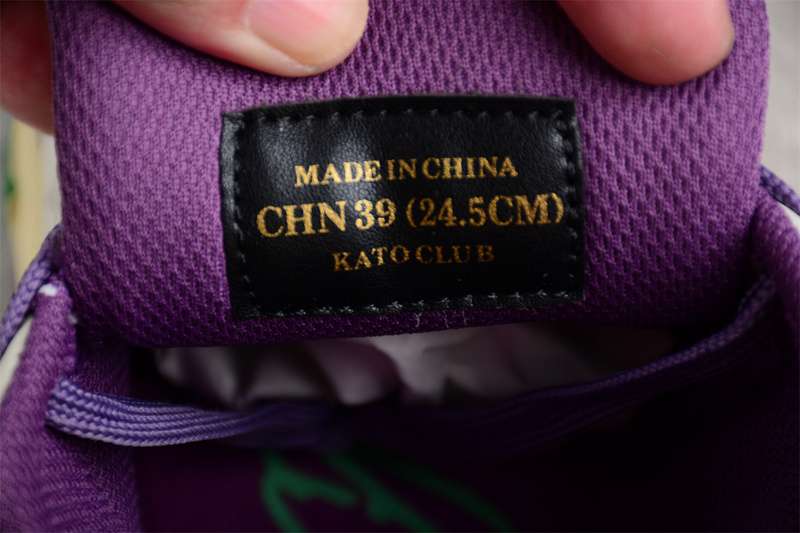 MADE IN CHINA
CHN 39 (24.5CM)
KATO CLUB